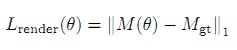 L_render(θ) = ‖M(θ) − M_gt‖_1